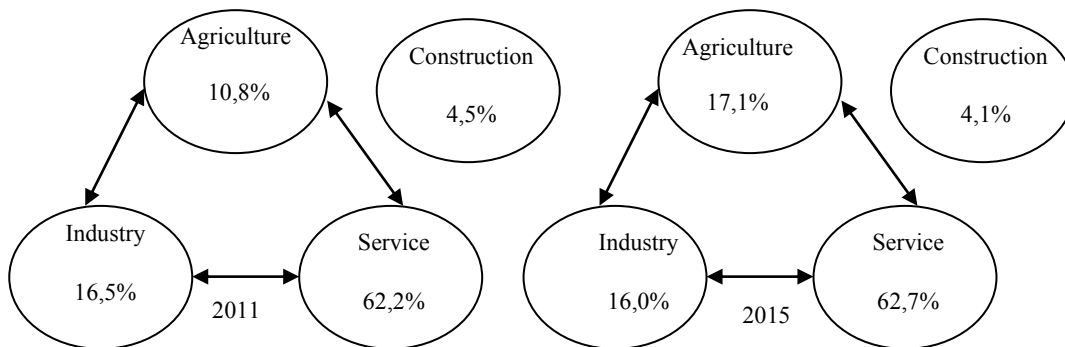 Agriculture
10,8%
Construction
4,5%
Industry
16,5%
Service
62,2%
2011
Agriculture
17,1%
Construction
4,1%
Industry
16,0%
Service
62,7%
2015